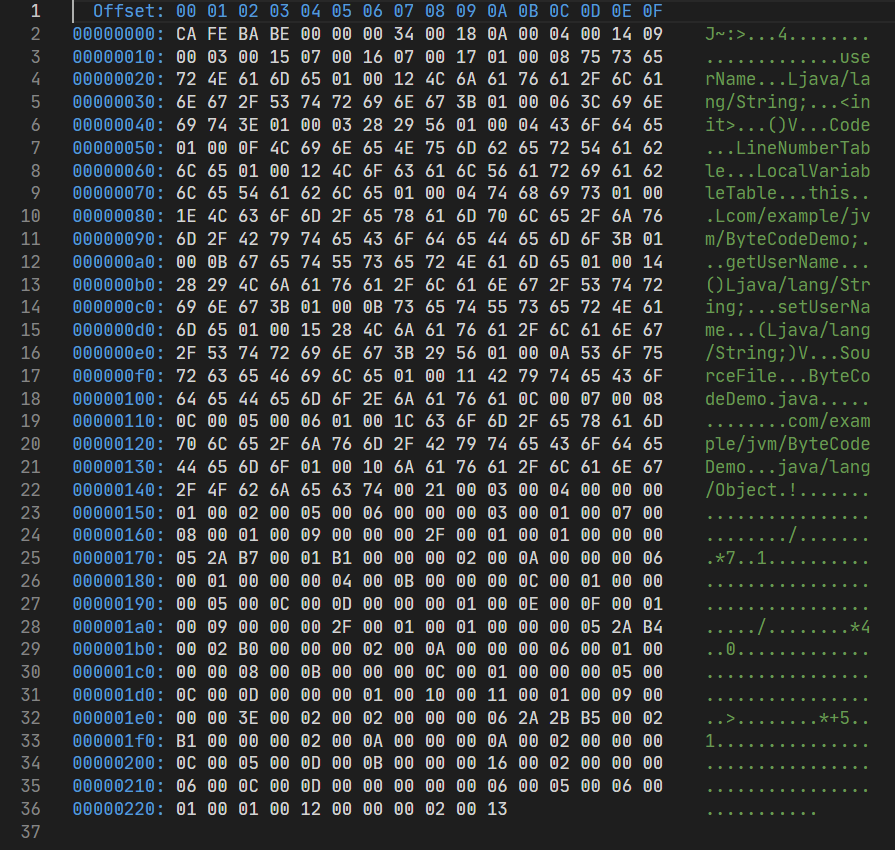 1 Offset: 00 01 02 03 04 05 06 07 08 09 0A 0B 0C 0D 0E 0F
2 00000000: CA FE BA BE 00 00 00 34 00 18 0A 00 04 00 14 09 J~:>...4........
3 00000010: 00 03 00 15 07 00 16 07 00 17 01 00 08 75 73 65 .............use
4 00000020: 72 4E 61 6D 65 01 00 12 4C 6A 61 76 61 2F 6C 61 rName...Ljava/la
5 00000030: 6E 67 2F 53 74 72 69 6E 67 3B 01 00 06 3C 69 6E ng/String;...<in
6 00000040: 69 74 3E 01 00 03 28 29 56 01 00 04 43 6F 64 65 it>...()V...Code
7 00000050: 01 00 0F 4C 69 6E 65 4E 75 6D 62 65 72 54 61 62 ...LineNumberTab
8 00000060: 6C 65 01 00 12 4C 6F 63 61 6C 56 61 72 69 61 62 le...LocalVariab
9 00000070: 6C 65 54 61 62 6C 65 01 00 04 74 68 69 73 01 00 leTable...this..
10 00000080: 1E 4C 63 6F 6D 2F 65 78 61 6D 70 6C 65 2F 6A 76 .Lcom/example/jv
11 00000090: 6D 2F 42 79 74 65 43 6F 64 65 44 65 6D 6F 3B 01 m/ByteCodeDemo;.
12 000000a0: 00 0B 67 65 74 55 73 65 72 4E 61 6D 65 01 00 14 ..getUserName...
13 000000b0: 28 29 4C 6A 61 76 61 2F 6C 61 6E 67 2F 53 74 72 ()Ljava/lang/Str
14 000000c0: 69 6E 67 3B 01 00 0B 73 65 74 55 73 65 72 4E 61 ing;...setUserNa
15 000000d0: 6D 65 01 00 15 28 4C 6A 61 76 61 2F 6C 61 6E 67 me...(Ljava/lang
16 000000e0: 2F 53 74 72 69 6E 67 3B 29 56 01 00 0A 53 6F 75 /String;)V...Sou
17 000000f0: 72 63 65 46 69 6C 65 01 00 11 42 79 74 65 43 6F rceFile...ByteCo
18 00000100: 64 65 44 65 6D 6F 2E 6A 61 76 61 0C 00 07 00 08 deDemo.java.....
19 00000110: 0C 00 05 00 06 01 00 1C 63 6F 6D 2F 65 78 61 6D ........com/exam
20 00000120: 70 6C 65 2F 6A 76 6D 2F 42 79 74 65 43 6F 64 65 ple/jvm/ByteCode
21 00000130: 44 65 6D 6F 01 00 10 6A 61 76 61 2F 6C 61 6E 67 Demo...java/lang
22 00000140: 2F 4F 62 6A 65 63 74 00 21 00 03 00 04 00 00 00 /Object.!.......
23 00000150: 01 00 02 00 05 00 06 00 00 00 03 00 01 00 07 00 ................
24 00000160: 08 00 01 00 09 00 00 00 2F 00 01 00 01 00 00 00 ......../.......
25 00000170: 05 2A B7 00 01 B1 00 00 00 02 00 0A 00 00 00 06 .*7..1..........
26 00000180: 00 01 00 00 00 04 00 0B 00 00 00 0C 00 01 00 00 ................
27 00000190: 00 05 00 0C 00 0D 00 00 00 01 00 0E 00 0F 00 01 ................
28 000001a0: 00 09 00 00 00 2F 00 01 00 01 00 00 00 05 2A B4 ...../........*4
29 000001b0: 00 02 B0 00 00 00 02 00 0A 00 00 00 06 00 01 00 ..0.............
30 000001c0: 00 00 08 00 0B 00 00 00 0C 00 01 00 00 00 05 00 ................
31 000001d0: 0C 00 0D 00 00 00 01 00 10 00 11 00 01 00 09 00 ................
32 000001e0: 00 00 3E 00 02 00 02 00 00 00 06 2A 2B B5 00 02 ..>........*+5..
33 000001f0: B1 00 00 00 02 00 0A 00 00 00 0A 00 02 00 00 00 1...............
34 00000200: 0C 00 05 00 0D 00 0B 00 00 00 16 00 02 00 00 00 ................
35 00000210: 06 00 0C 00 0D 00 00 00 00 00 06 00 05 00 06 00 ................
36 00000220: 01 00 01 00 12 00 00 00 02 00 13 ...........
37